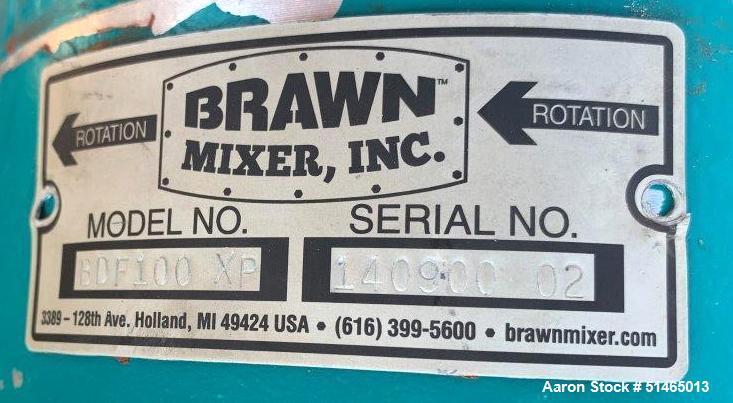 BRAWN™
MIXER, INC.
ROTATION
ROTATION
MODEL NO.
SERIAL NO.
BDF100 XP
140900 02
3389 – 128th Ave. Holland, MI 49424 USA • (616) 399-5600 • brawnmixer.com
Aaron Stock # 51465013